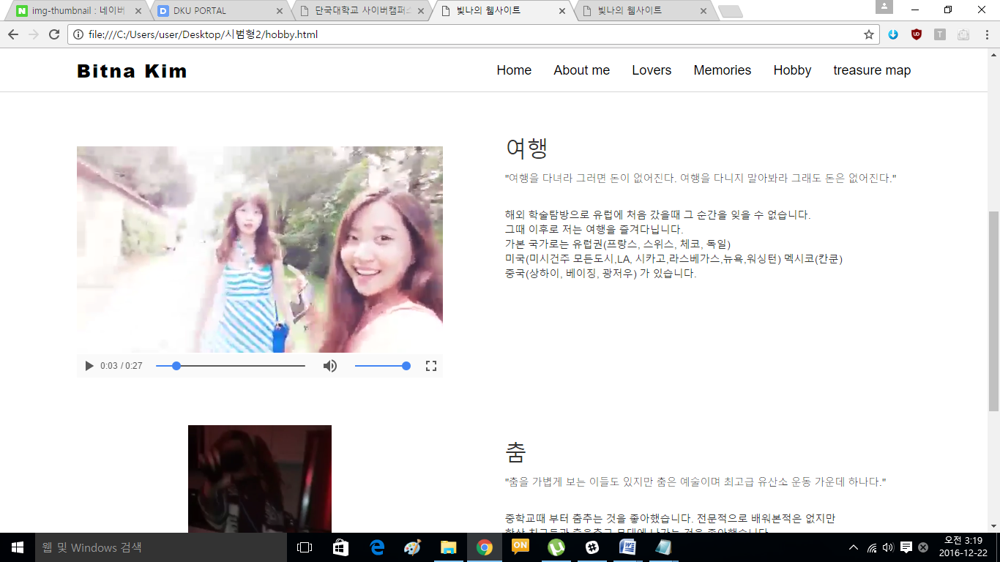 img-thumbnail : 네이버
DKU PORTAL
단국대학교 사이버캠퍼스
빛나의 웹사이트
빛나의 웹사이트
file:///C:/Users/user/Desktop/시범형2/hobby.html
Bitna Kim
Home About me Lovers Memories Hobby treasure map
여행
"여행을 다녀라 그러면 돈이 없어진다. 여행을 다니지 말아봐라 그래도 돈은 없어진다."
해외 학술탐방으로 유럽에 처음 갔을때 그 순간을 잊을 수 없습니다.
그때 이후로 저는 여행을 즐겨다닙니다.
가본 국가로는 유럽권(프랑스, 스위스, 체코, 독일)
미국(미시건주 모든도시,LA, 시카고,라스베가스,뉴욕,워싱턴) 멕시코(칸쿤)
중국(상하이, 베이징, 광저우) 가 있습니다.
0:03 / 0:27
춤
"춤을 가볍게 보는 이들도 있지만 춤은 예술이며 최고급 유산소 운동 가운데 하나다."
중학교때 부터 춤추는 것을 좋아했습니다. 전문적으로 배워본적은 없지만
웹 및 Windows 검색
ON
오전 3:19
2016-12-22